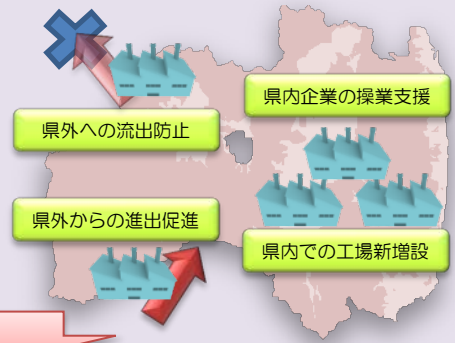 県外への流出防止
県内企業の操業支援
県外からの進出促進
県内での工場新増設